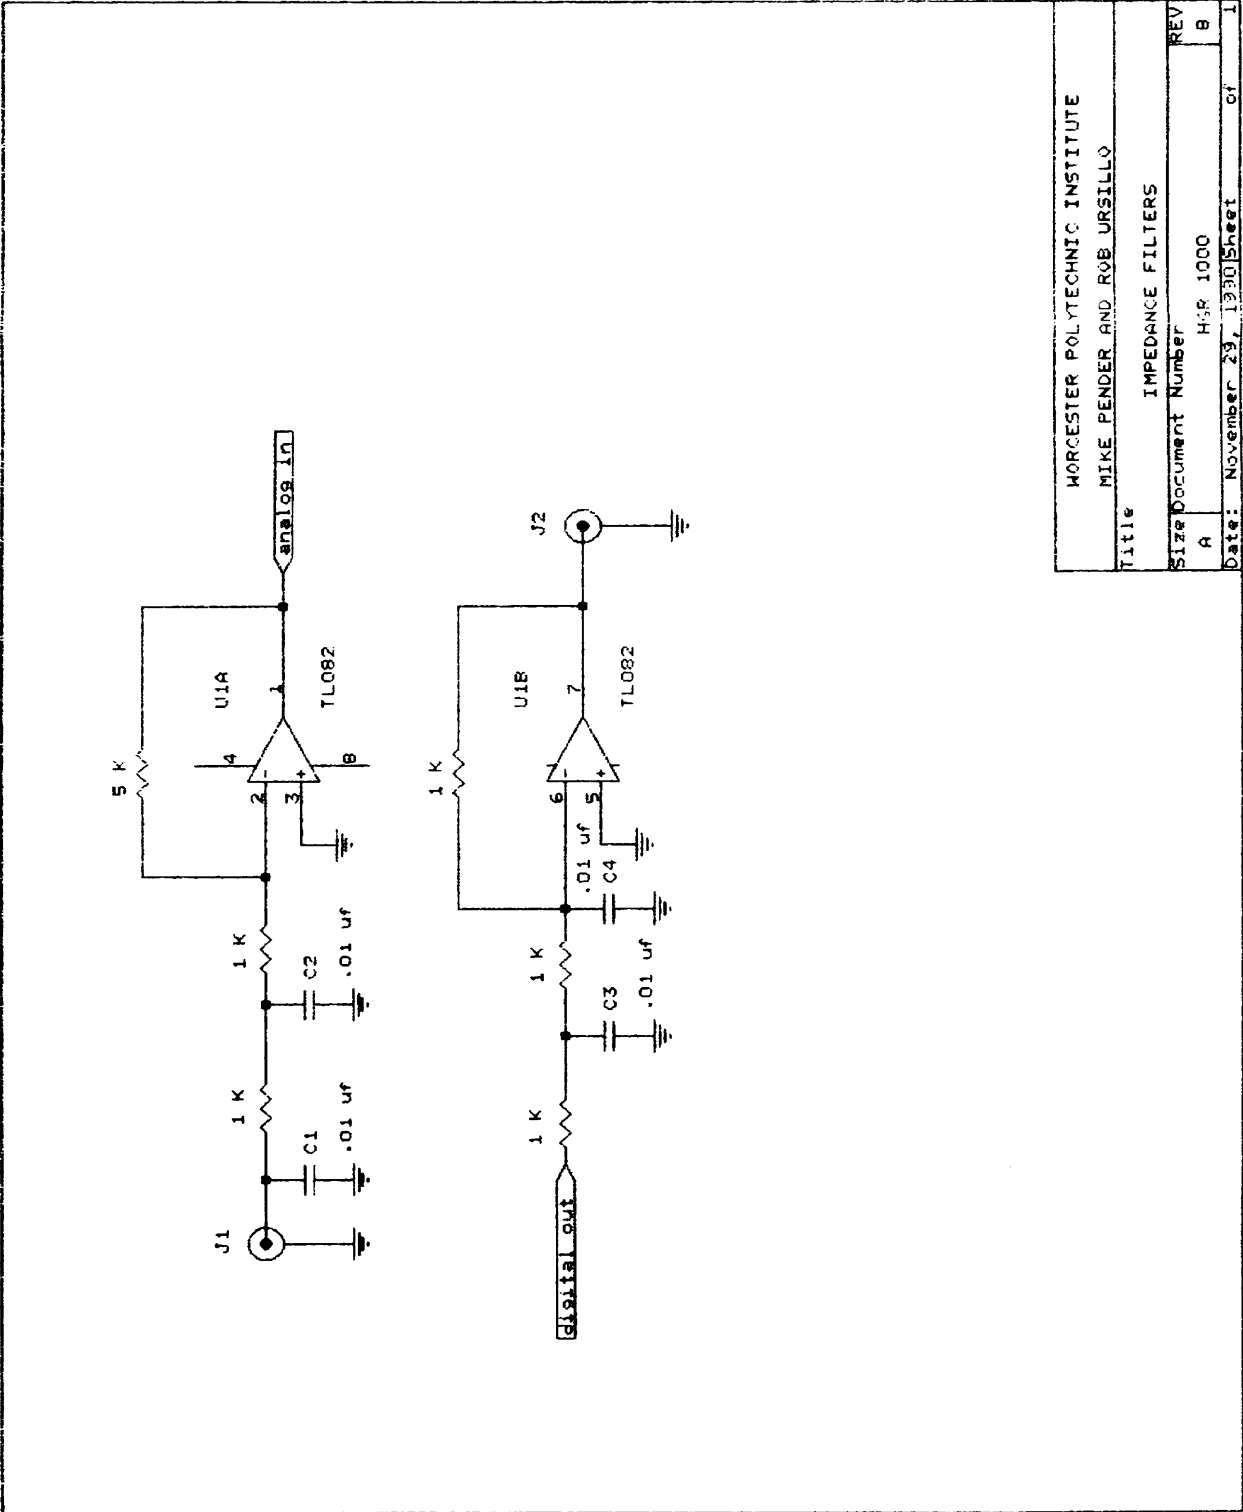 5 K
U1A
4
2
1
3
8
TL082
analog in
J1
1 K
1 K
C1
.01 uf
C2
.01 uf
1 K
U1B
6
7
5
TL082
J2
digital out
1 K
1 K
C3
.01 uf
.01 uf
C4
WORCESTER POLYTECHNIC INSTITUTE
MIKE PENDER AND ROB URSILLO
Title
IMPEDANCE FILTERS
Size Document Number REV
A HGR 1000 B
Date: November 29, 1990 Sheet of 1